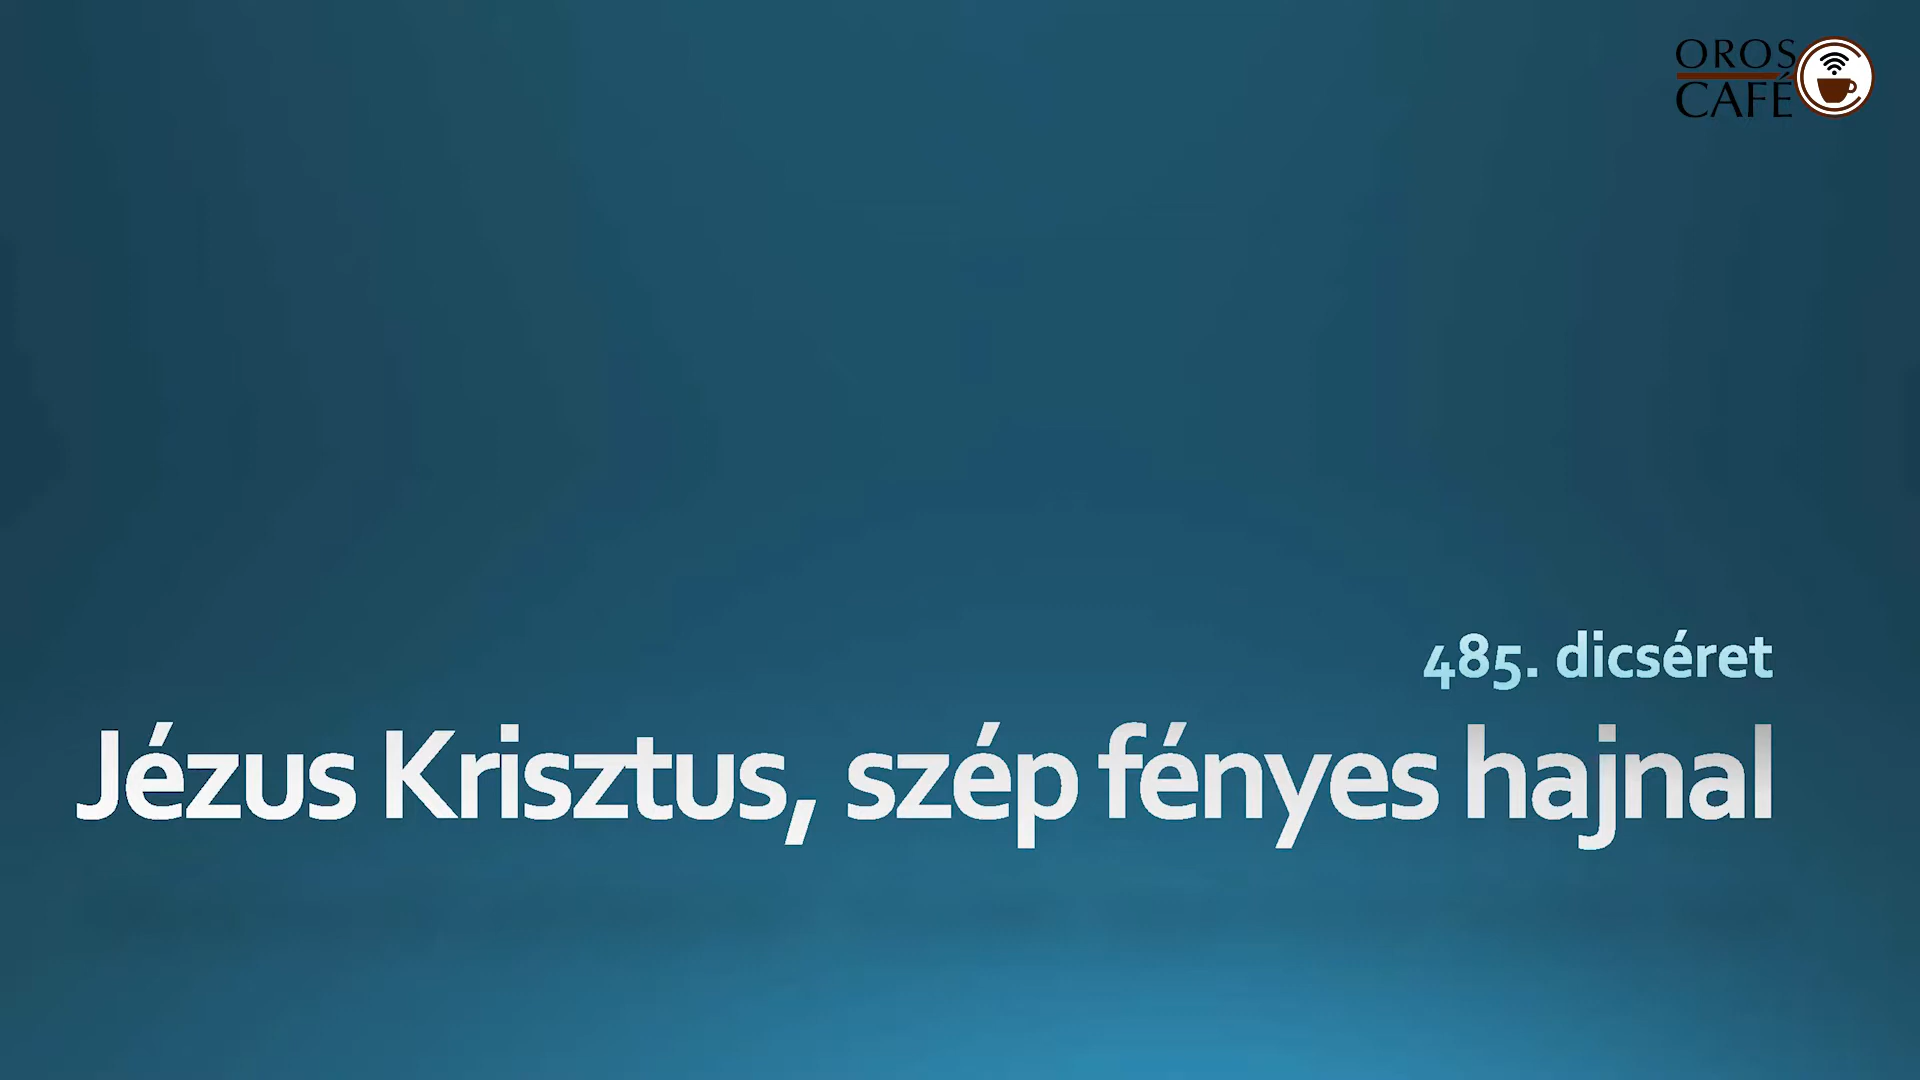 OROS
CAFÉ
485. dicséret
Jézus Krisztus, szép fényes hajnal